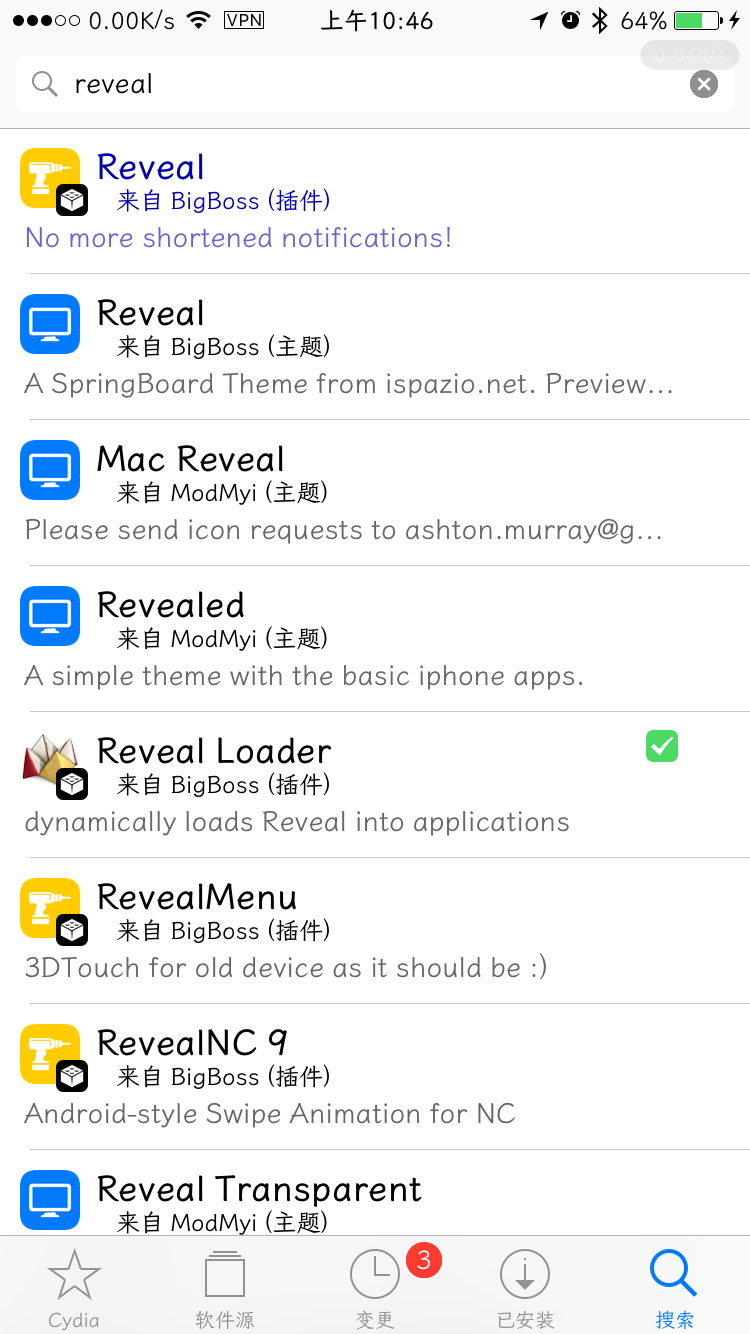 0.00K/s VPN 上午10:46 64%
0.04K/s
reveal
Reveal
来自 BigBoss (插件)
No more shortened notifications!
Reveal
来自 BigBoss (主题)
A SpringBoard Theme from ispazio.net. Preview...
Mac Reveal
来自 ModMyi (主题)
Please send icon requests to ashton.murray@g...
Revealed
来自 ModMyi (主题)
A simple theme with the basic iphone apps.
Reveal Loader
来自 BigBoss (插件)
dynamically loads Reveal into applications
RevealMenu
来自 BigBoss (插件)
3DTouch for old device as it should be :)
RevealNC 9
来自 BigBoss (插件)
Android-style Swipe Animation for NC
Reveal Transparent
来自 ModMyi (主题)
3
Cydia 软件源 变更 已安装 搜索